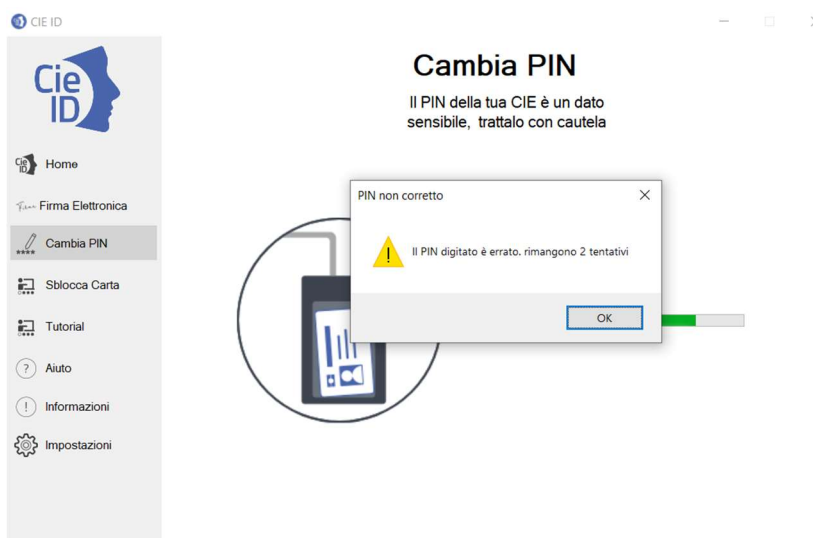 CIE ID
Cie
ID
Home
Firma Elettronica
Cambia PIN
Sblocca Carta
Tutorial
Aiuto
Informazioni
Impostazioni
Cambia PIN
Il PIN della tua CIE è un dato
sensibile, trattalo con cautela
PIN non corretto
Il PIN digitato è errato. rimangono 2 tentativi
OK